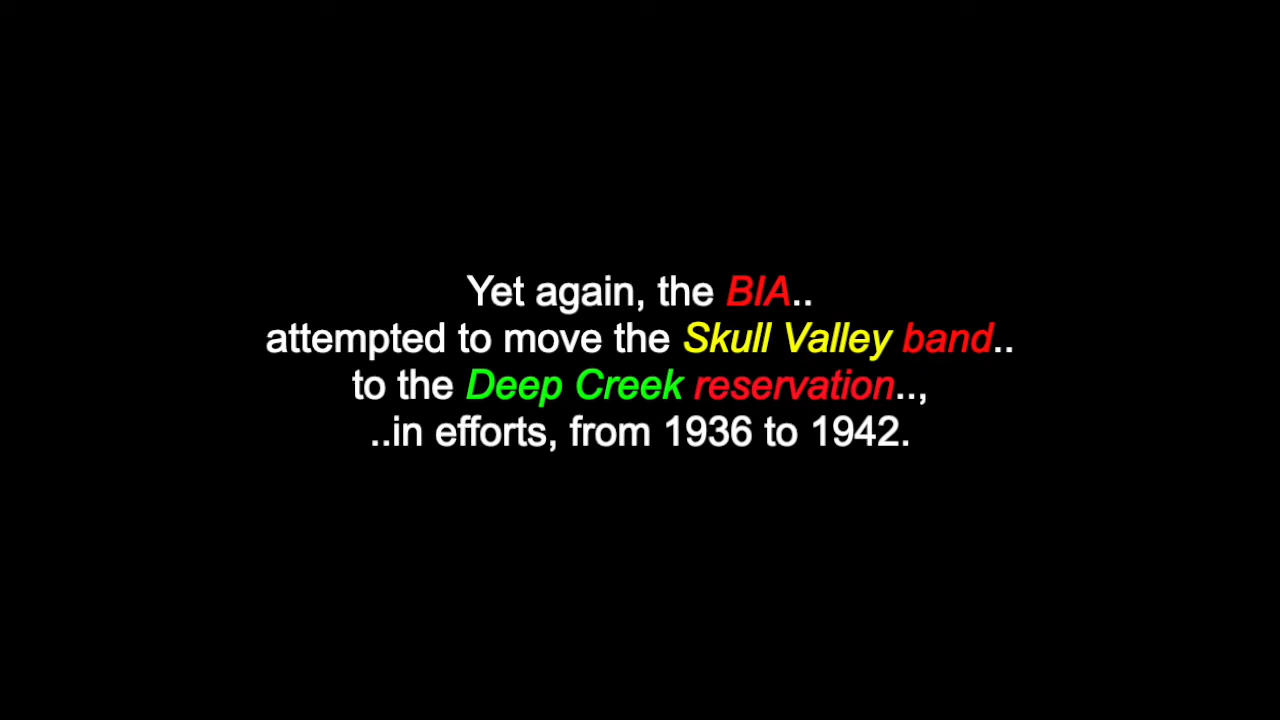 Yet again, the BIA..
attempted to move the Skull Valley band..
to the Deep Creek reservation..,
..in efforts, from 1936 to 1942.